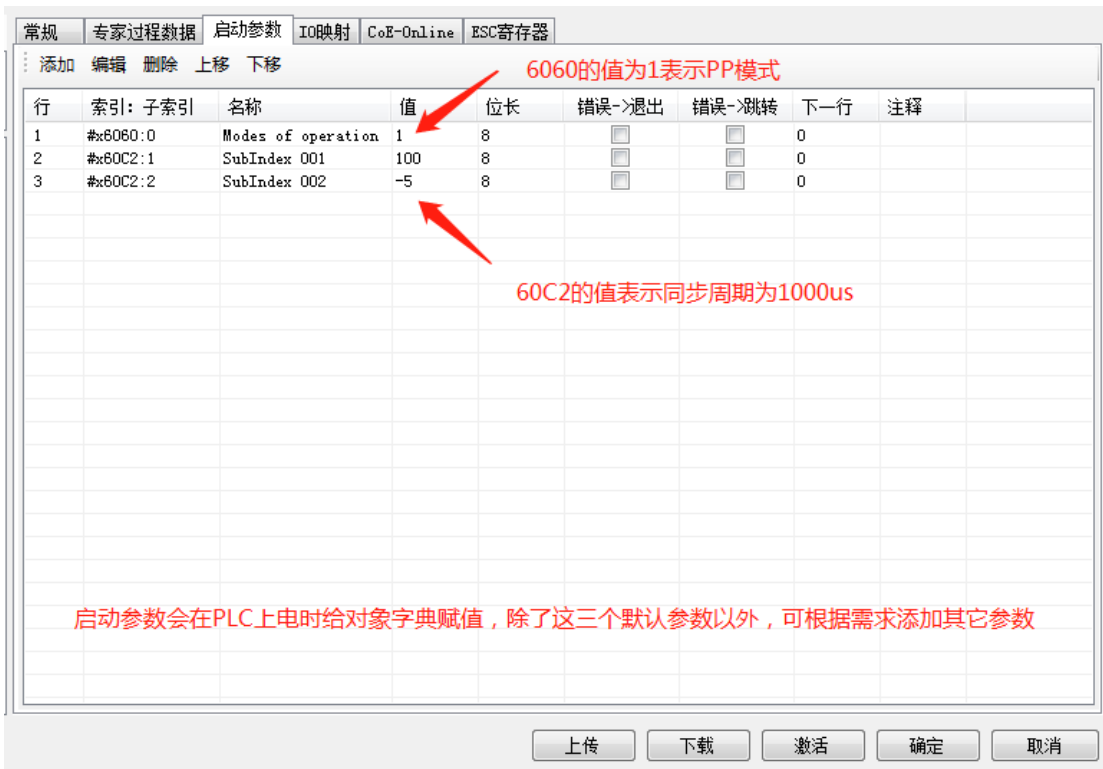 常规 专家过程数据 启动参数 IO映射 CoE-Online ESC寄存器
添加 编辑 删除 上移 下移
6060的值为1表示PP模式
行 索引: 子索引 名称 值 位长 错误->退出 错误->跳转 下一行 注释
1 #x6060:0 Modes of operation 1 8 0
2 #x60C2:1 SubIndex 001 100 8 0
3 #x60C2:2 SubIndex 002 -5 8 0
60C2的值表示同步周期为1000us
启动参数会在PLC上电时给对象字典赋值，除了这三个默认参数以外，可根据需求添加其它参数
上传 下载 激活 确定 取消